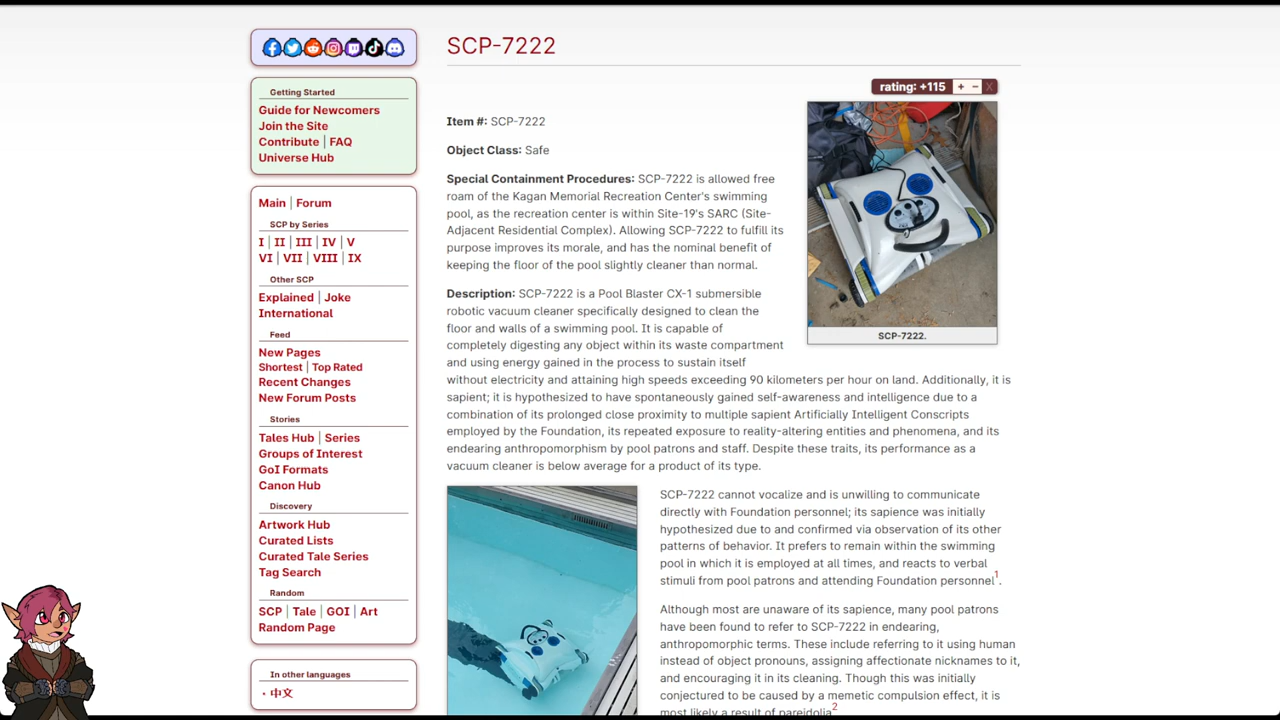 SCP-7222
rating: +115 + − X
Getting Started
Guide for Newcomers
Join the Site
Contribute | FAQ
Universe Hub
Main | Forum
SCP by Series
I | II | III | IV | V
VI | VII | VIII | IX
Other SCP
Explained | Joke
International
Feed
New Pages
Shortest | Top Rated
Recent Changes
New Forum Posts
Stories
Tales Hub | Series
Groups of Interest
GoI Formats
Canon Hub
Discovery
Artwork Hub
Curated Lists
Curated Tale Series
Tag Search
Random
SCP | Tale | GOI | Art
Random Page
In other languages
• 中文
Item #: SCP-7222
Object Class: Safe
Special Containment Procedures: SCP-7222 is allowed free
roam of the Kagan Memorial Recreation Center's swimming
pool, as the recreation center is within Site-19's SARC (Site-
Adjacent Residential Complex). Allowing SCP-7222 to fulfill its
purpose improves its morale, and has the nominal benefit of
keeping the floor of the pool slightly cleaner than normal.
SCP-7222.
Description: SCP-7222 is a Pool Blaster CX-1 submersible
robotic vacuum cleaner specifically designed to clean the
floor and walls of a swimming pool. It is capable of
completely digesting any object within its waste compartment
and using energy gained in the process to sustain itself
without electricity and attaining high speeds exceeding 90 kilometers per hour on land. Additionally, it is
sapient; it is hypothesized to have spontaneously gained self-awareness and intelligence due to a
combination of its prolonged close proximity to multiple sapient Artificially Intelligent Conscripts
employed by the Foundation, its repeated exposure to reality-altering entities and phenomena, and its
endearing anthropomorphism by pool patrons and staff. Despite these traits, its performance as a
vacuum cleaner is below average for a product of its type.
SCP-7222 cannot vocalize and is unwilling to communicate
directly with Foundation personnel; its sapience was initially
hypothesized due to and confirmed via observation of its other
patterns of behavior. It prefers to remain within the swimming
pool in which it is employed at all times, and reacts to verbal
stimuli from pool patrons and attending Foundation personnel1.
Although most are unaware of its sapience, many pool patrons
have been found to refer to SCP-7222 in endearing,
anthropomorphic terms. These include referring to it using human
instead of object pronouns, assigning affectionate nicknames to it,
and encouraging it in its cleaning. Though this was initially
conjectured to be caused by a memetic compulsion effect, it is
most likely a result of pareidolia2